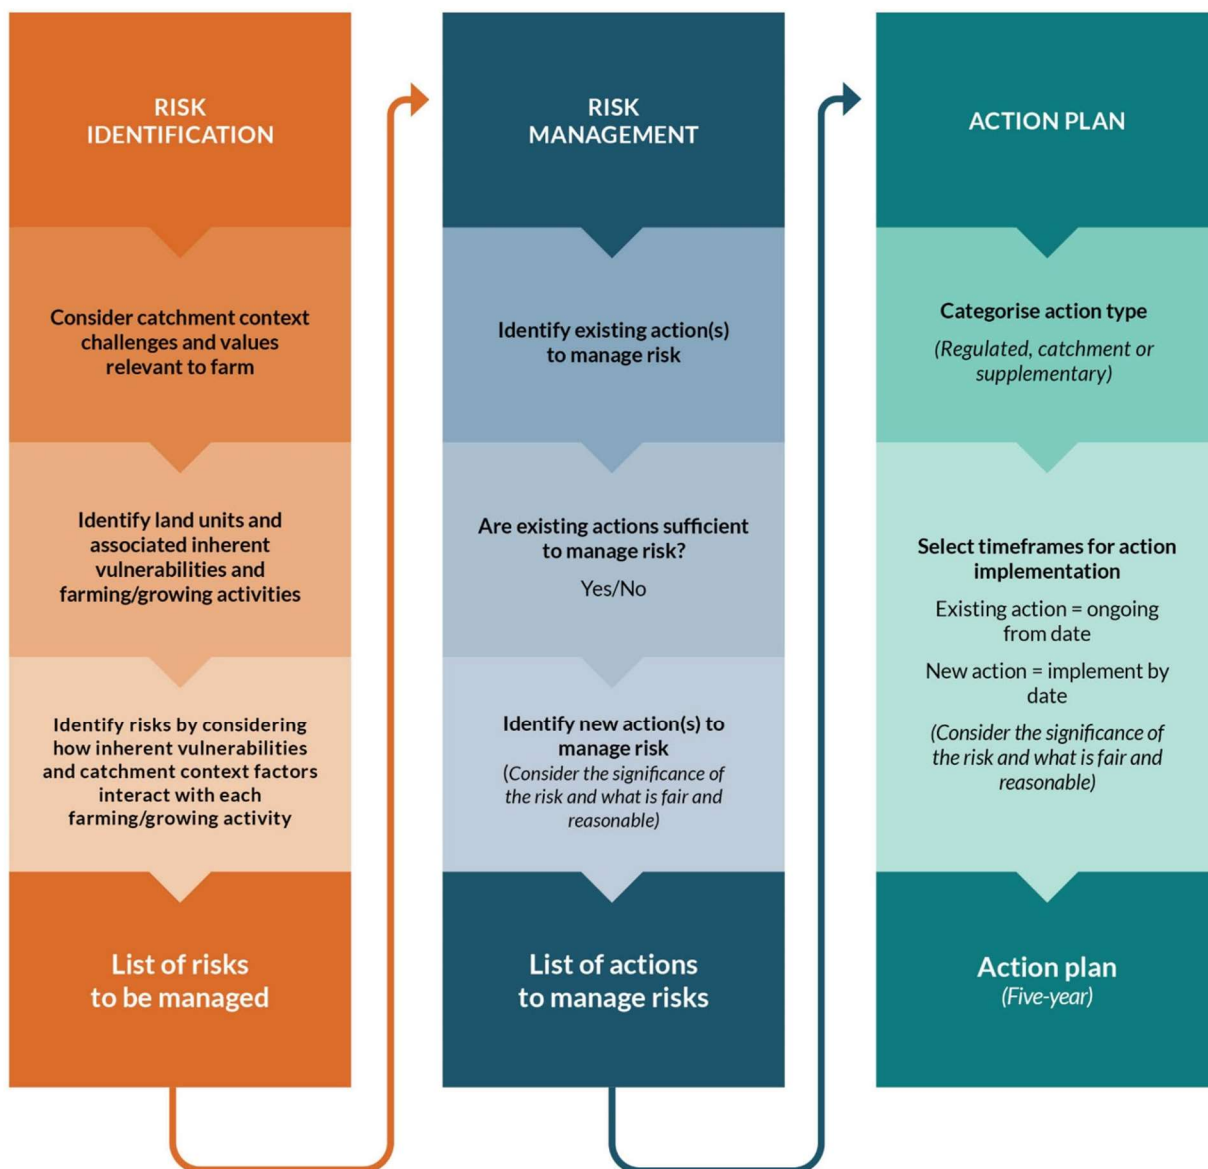 RISK
IDENTIFICATION
Consider catchment context
challenges and values
relevant to farm
Identify land units and
associated inherent
vulnerabilities and
farming/growing activities
Identify risks by considering
how inherent vulnerabilities
and catchment context factors
interact with each
farming/growing activity
List of risks
to be managed
RISK
MANAGEMENT
Identify existing action(s)
to manage risk
Are existing actions sufficient
to manage risk?
Yes/No
Identify new action(s) to
manage risk
(Consider the significance of
the risk and what is fair and
reasonable)
List of actions
to manage risks
ACTION PLAN
Categorise action type
(Regulated, catchment or
supplementary)
Select timeframes for action
implementation
Existing action = ongoing
from date
New action = implement by
date
(Consider the significance of
the risk and what is fair and
reasonable)
Action plan
(Five-year)